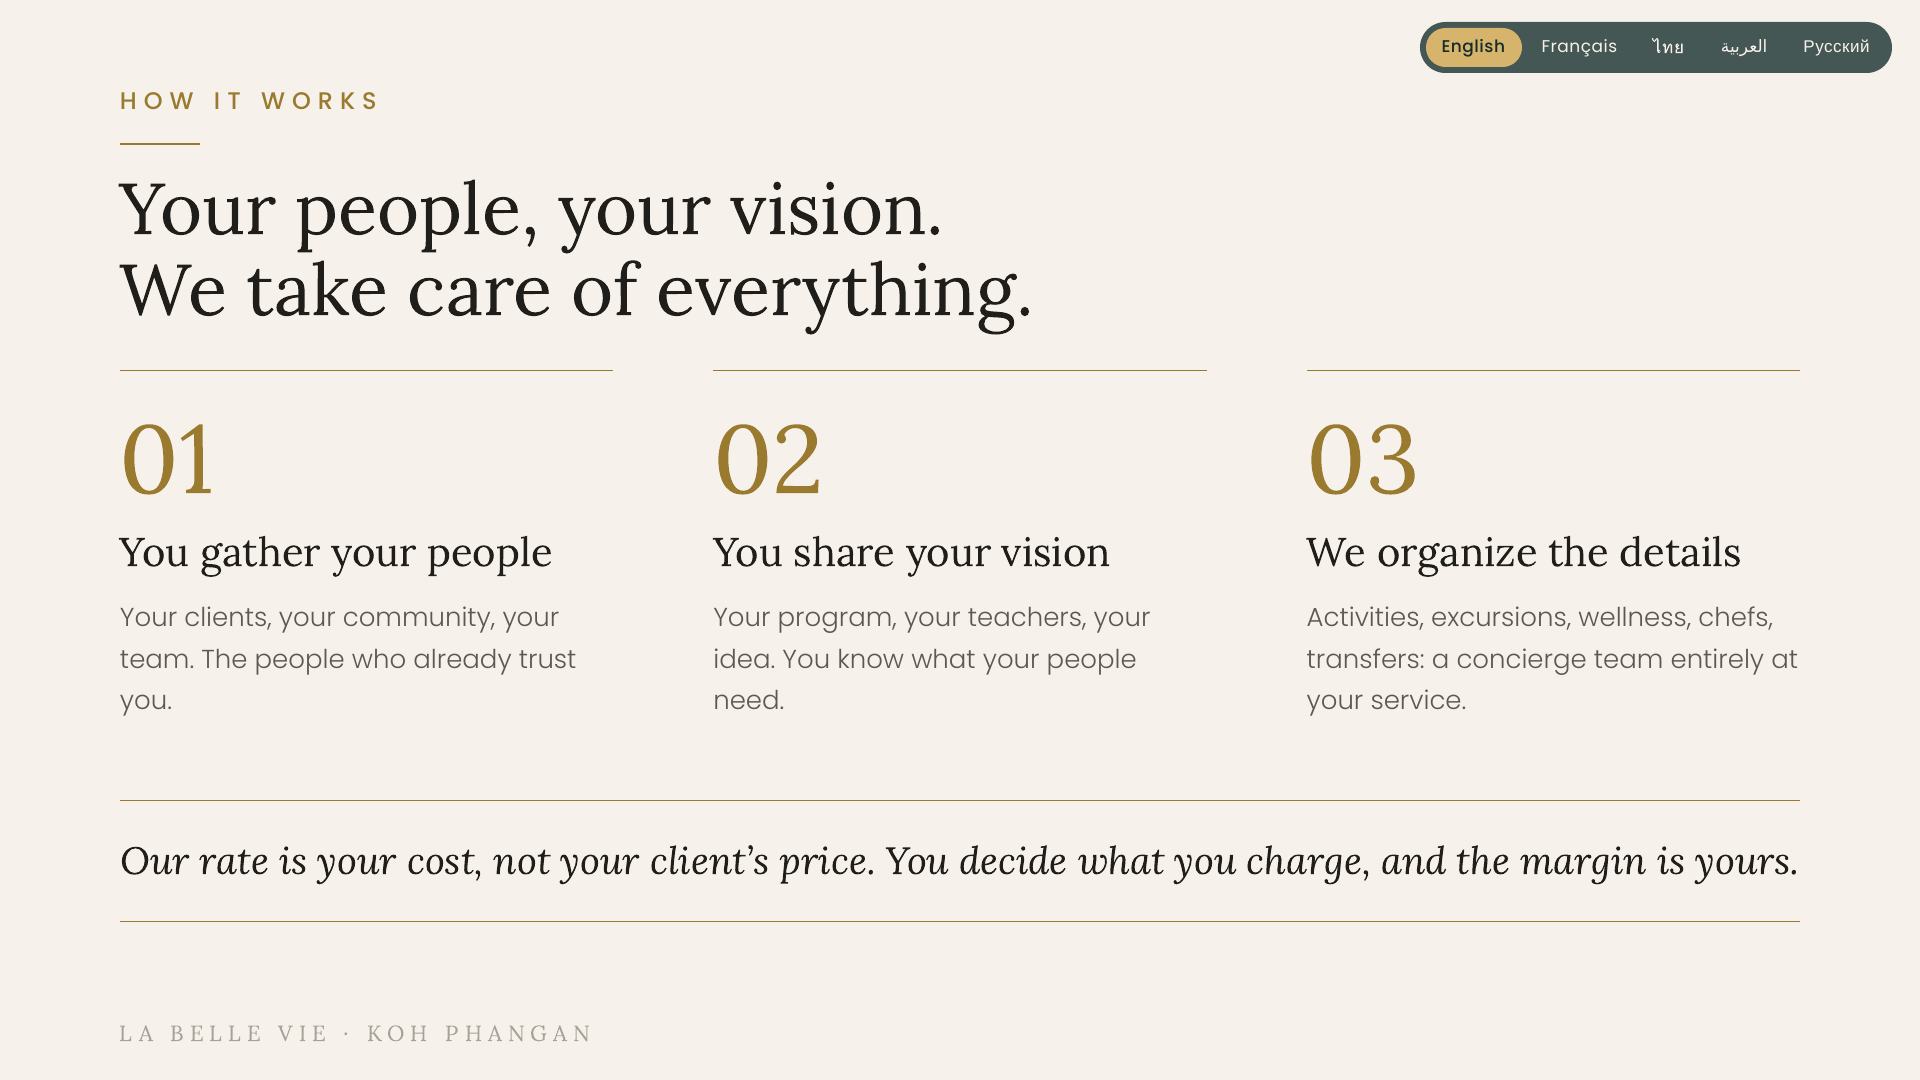 English Français ไทย العربية Русский
HOW IT WORKS
Your people, your vision.
We take care of everything.
01
You gather your people
Your clients, your community, your
team. The people who already trust
you.
02
You share your vision
Your program, your teachers, your
idea. You know what your people
need.
03
We organize the details
Activities, excursions, wellness, chefs,
transfers: a concierge team entirely at
your service.
Our rate is your cost, not your client’s price. You decide what you charge, and the margin is yours.
LA BELLE VIE · KOH PHANGAN